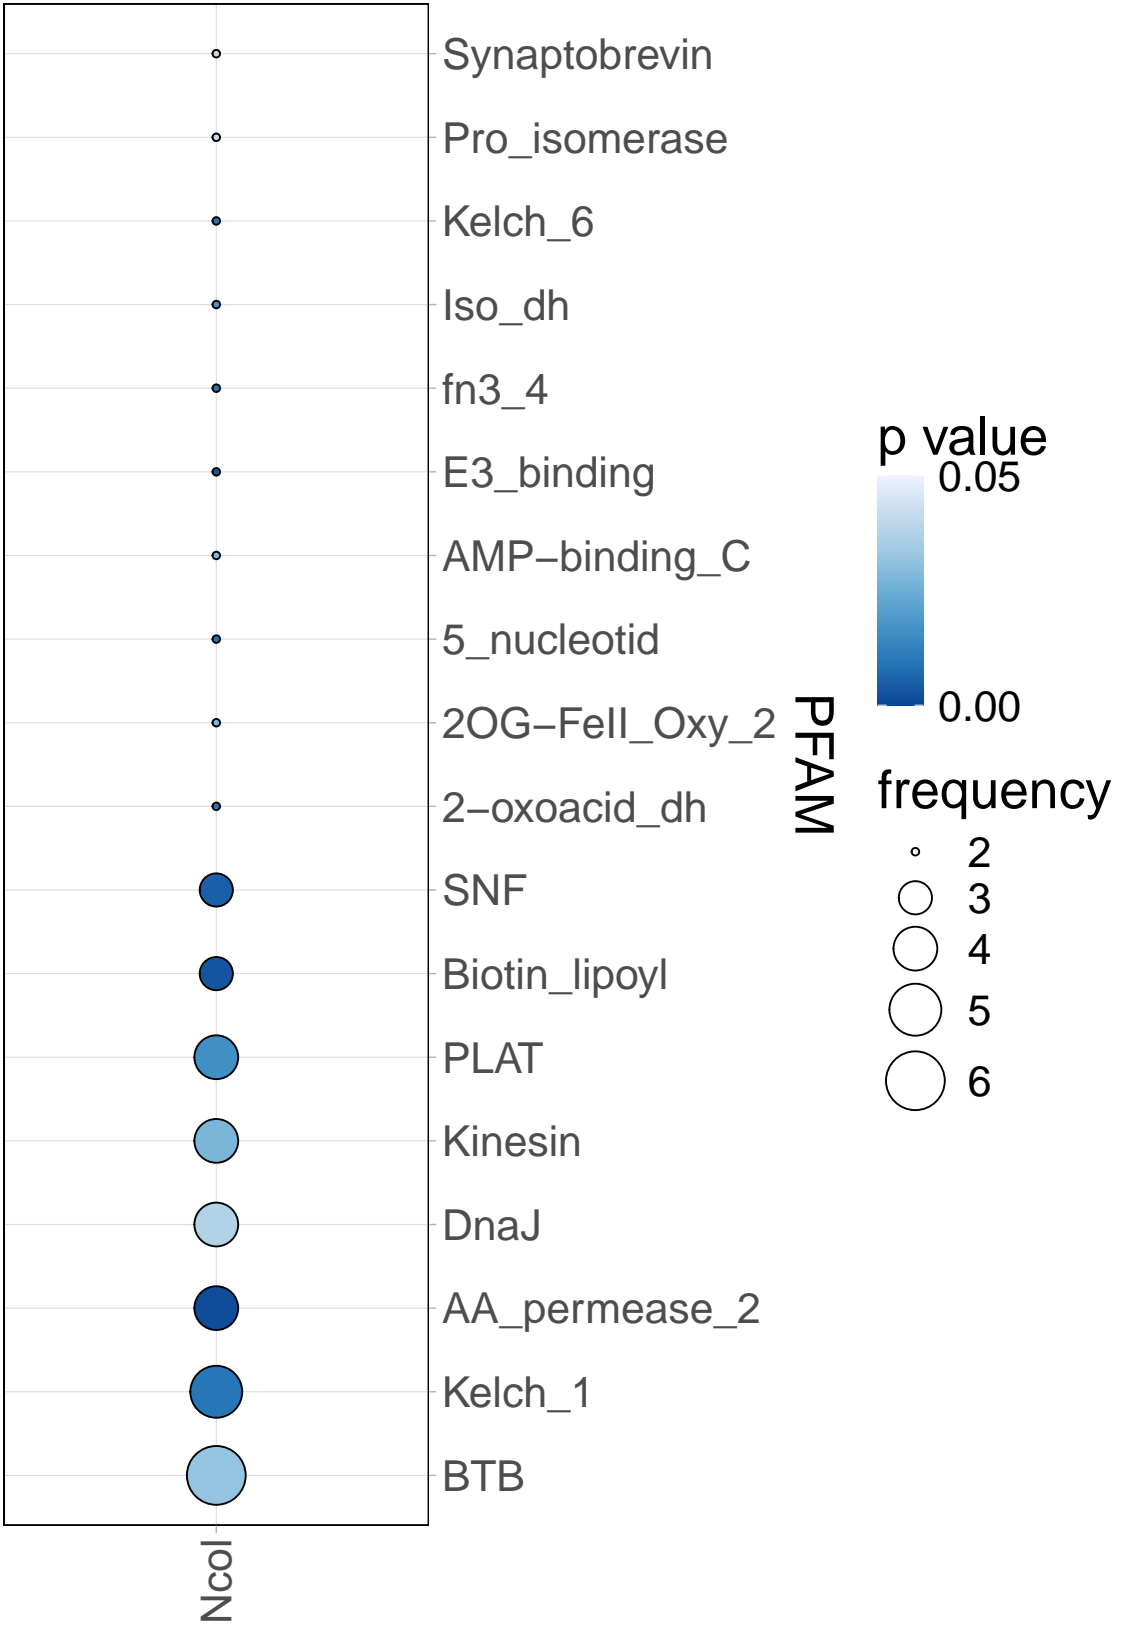 Synaptobrevin
Pro_isomerase
Kelch_6
Iso_dh
fn3_4
E3_binding
AMP−binding_C
5_nucleotid
2OG−FeII_Oxy_2
2−oxoacid_dh
SNF
Biotin_lipoyl
PLAT
Kinesin
DnaJ
AA_permease_2
Kelch_1
BTB
Ncol
PFAM
p value
0.05
0.00
frequency
2
3
4
5
6